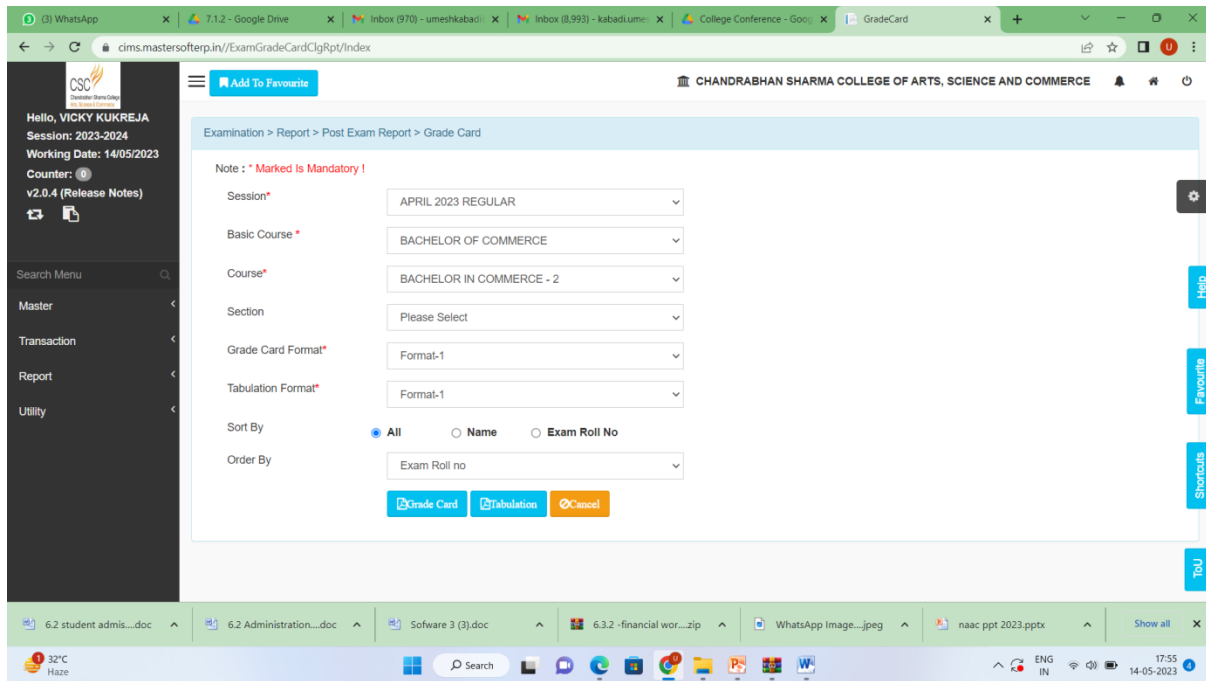 (3) WhatsApp
7.1.2 - Google Drive
Inbox (970) - umeshkabadi
Inbox (8,993) - kabadi.umes
College Conference - Goog
GradeCard
cims.mastersofterp.in//ExamGradeCardClgRpt/Index
U
CSC
Chandrabhan Sharma College
Add To Favourite
CHANDRABHAN SHARMA COLLEGE OF ARTS, SCIENCE AND COMMERCE
Hello, VICKY KUKREJA
Session: 2023-2024
Working Date: 14/05/2023
Counter: 0
v2.0.4 (Release Notes)
Search Menu
Master
Transaction
Report
Utility
Examination > Report > Post Exam Report > Grade Card
Note : * Marked Is Mandatory !
Session* APRIL 2023 REGULAR
Basic Course * BACHELOR OF COMMERCE
Course* BACHELOR IN COMMERCE - 2
Section Please Select
Grade Card Format* Format-1
Tabulation Format* Format-1
Sort By All Name Exam Roll No
Order By Exam Roll no
Grade Card Tabulation Cancel
Help
Favourite
Shortcuts
ToU
6.2 student admis....doc
6.2 Administration....doc
Sofware 3 (3).doc
6.3.2 -financial wor....zip
WhatsApp Image....jpeg
naac ppt 2023.pptx
Show all
1
32°C
Haze
Search
ENG
IN
17:55
14-05-2023
4